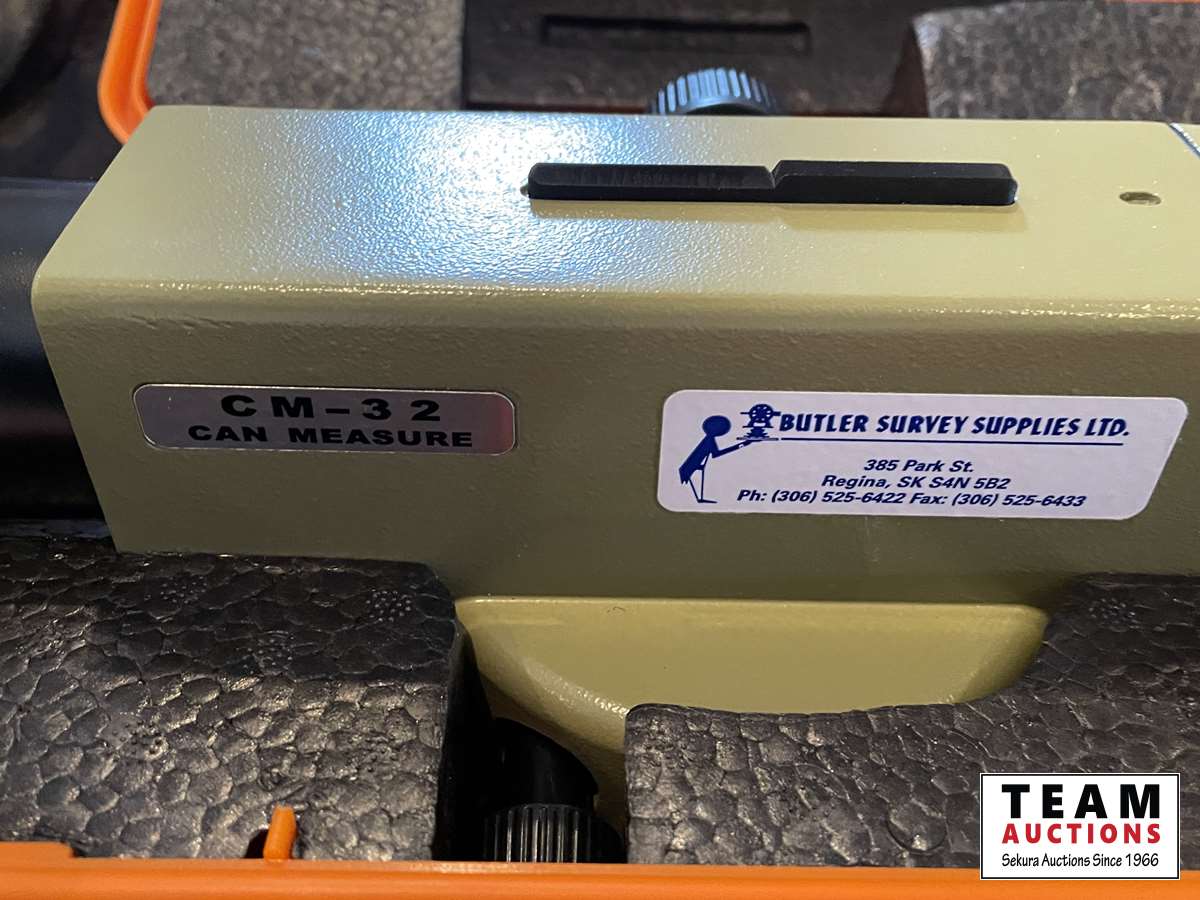 CM-32
CAN MEASURE
BUTLER SURVEY SUPPLIES LTD.
385 Park St.
Regina, SK S4N 5B2
Ph: (306) 525-6422 Fax: (306) 525-6433
TEAM
AUCTIONS
Sekura Auctions Since 1966